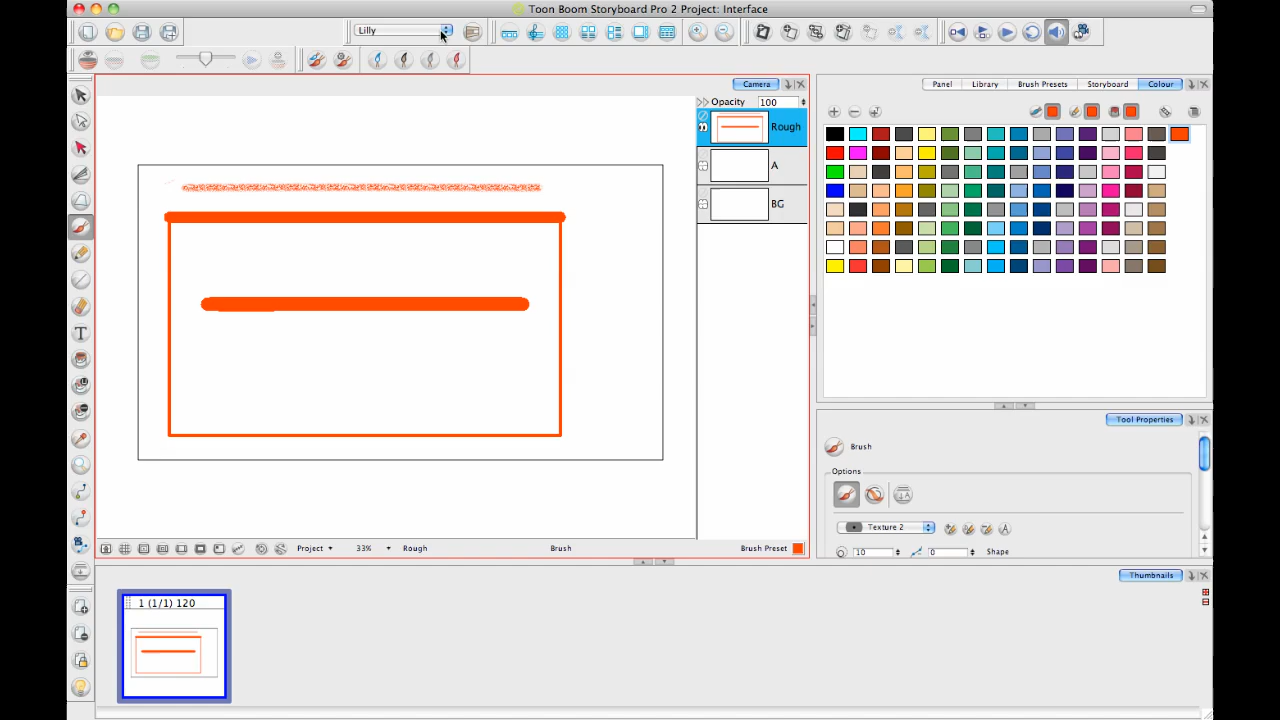 Toon Boom Storyboard Pro 2 Project: Interface
Lilly
Camera
Panel
Library
Brush Presets
Storyboard
Colour
Opacity 100
Rough
A
BG
Tool Properties
Brush
Options
Texture 2
10
0
Shape
Project
33%
Rough
Brush
Brush Preset
Thumbnails
1 (1/1) 120